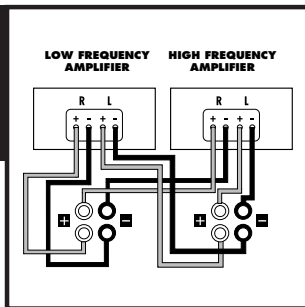 LOW FREQUENCY
AMPLIFIER
HIGH FREQUENCY
AMPLIFIER
R L
+ - + -
R L
+ - + -
+ -
+ -